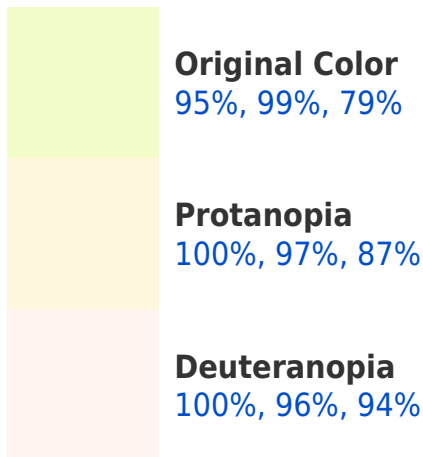 Original Color
95%, 99%, 79%
Protanopia
100%, 97%, 87%
Deuteranopia
100%, 96%, 94%